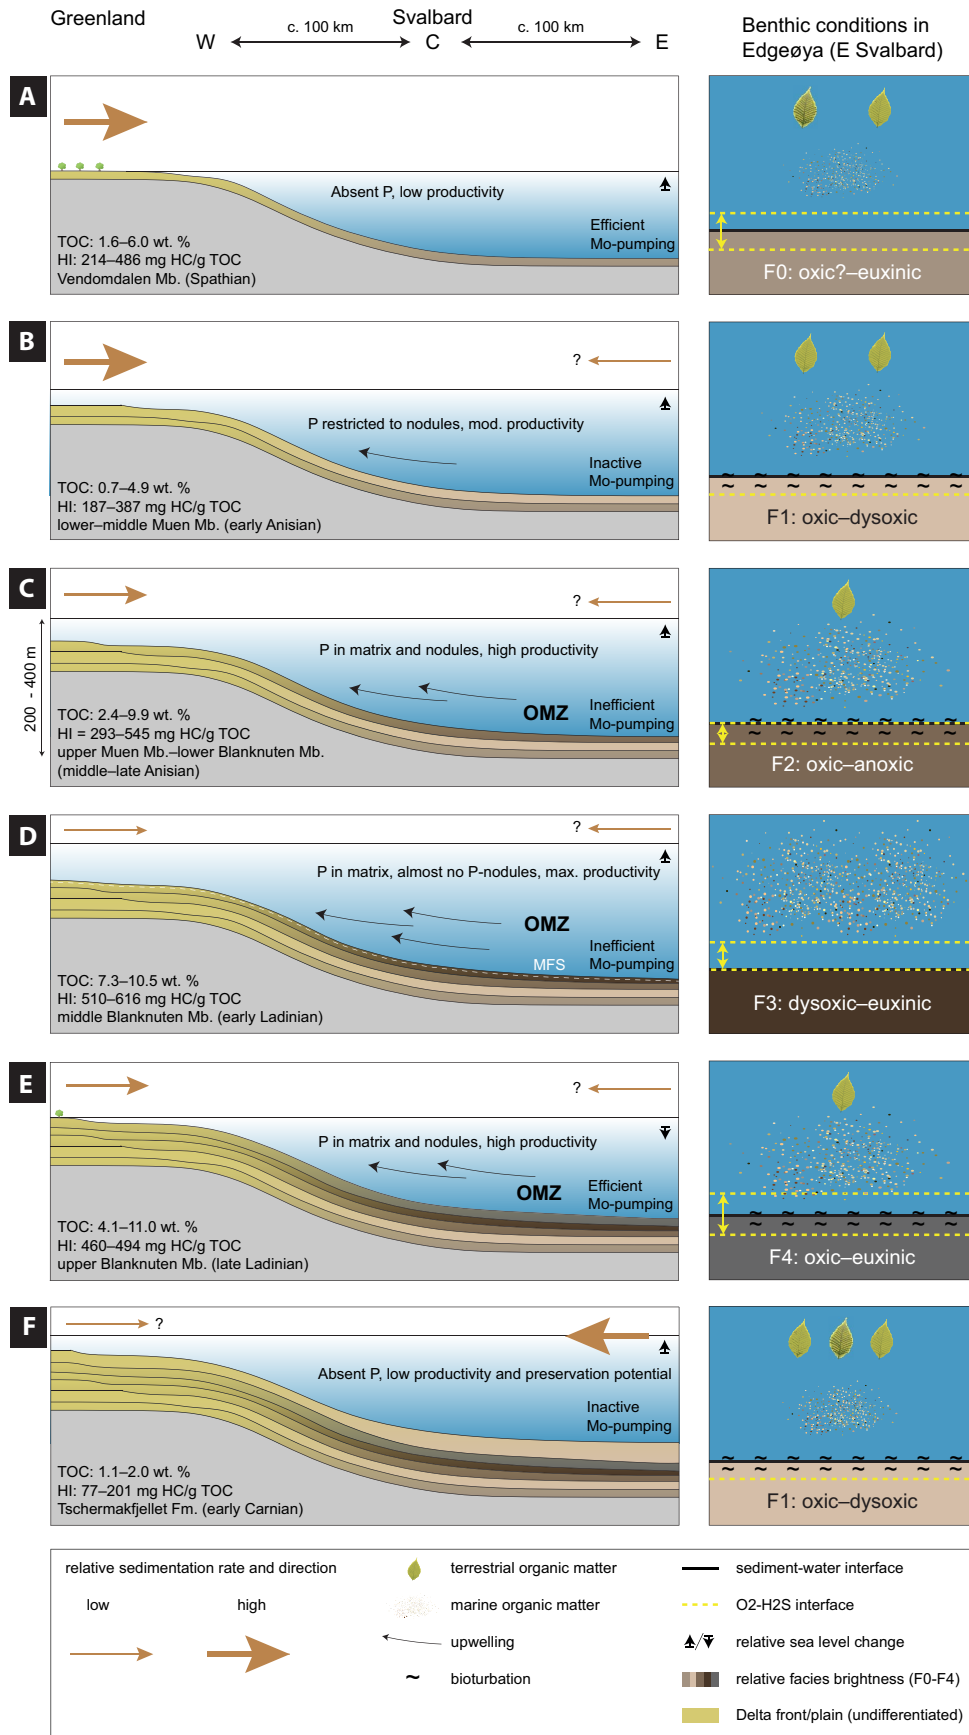 Greenland
Svalbard
W
c. 100 km
C
c. 100 km
E
Benthic conditions in
Edgeøya (E Svalbard)
A
Absent P, low productivity
Efficient
Mo-pumping
TOC: 1.6–6.0 wt. %
HI: 214–486 mg HC/g TOC
Vendomdalen Mb. (Spathian)
F0: oxic?–euxinic
B
?
P restricted to nodules, mod. productivity
Inactive
Mo-pumping
TOC: 0.7–4.9 wt. %
HI: 187–387 mg HC/g TOC
lower–middle Muen Mb. (early Anisian)
F1: oxic–dysoxic
C
200 - 400 m
?
P in matrix and nodules, high productivity
OMZ
Inefficient
Mo-pumping
TOC: 2.4–9.9 wt. %
HI = 293–545 mg HC/g TOC
upper Muen Mb.–lower Blanknuten Mb.
(middle–late Anisian)
F2: oxic–anoxic
D
?
P in matrix, almost no P-nodules, max. productivity
OMZ
Inefficient
Mo-pumping
MFS
TOC: 7.3–10.5 wt. %
HI: 510–616 mg HC/g TOC
middle Blanknuten Mb. (early Ladinian)
F3: dysoxic–euxinic
E
?
P in matrix and nodules, high productivity
OMZ
Efficient
Mo-pumping
TOC: 4.1–11.0 wt. %
HI: 460–494 mg HC/g TOC
upper Blanknuten Mb. (late Ladinian)
F4: oxic–euxinic
F
?
Absent P, low productivity and preservation potential
Inactive
Mo-pumping
TOC: 1.1–2.0 wt. %
HI: 77–201 mg HC/g TOC
Tschermakfjellet Fm. (early Carnian)
F1: oxic–dysoxic
relative sedimentation rate and direction
low
high
terrestrial organic matter
marine organic matter
upwelling
bioturbation
sediment-water interface
O2-H2S interface
relative sea level change
relative facies brightness (F0-F4)
Delta front/plain (undifferentiated)